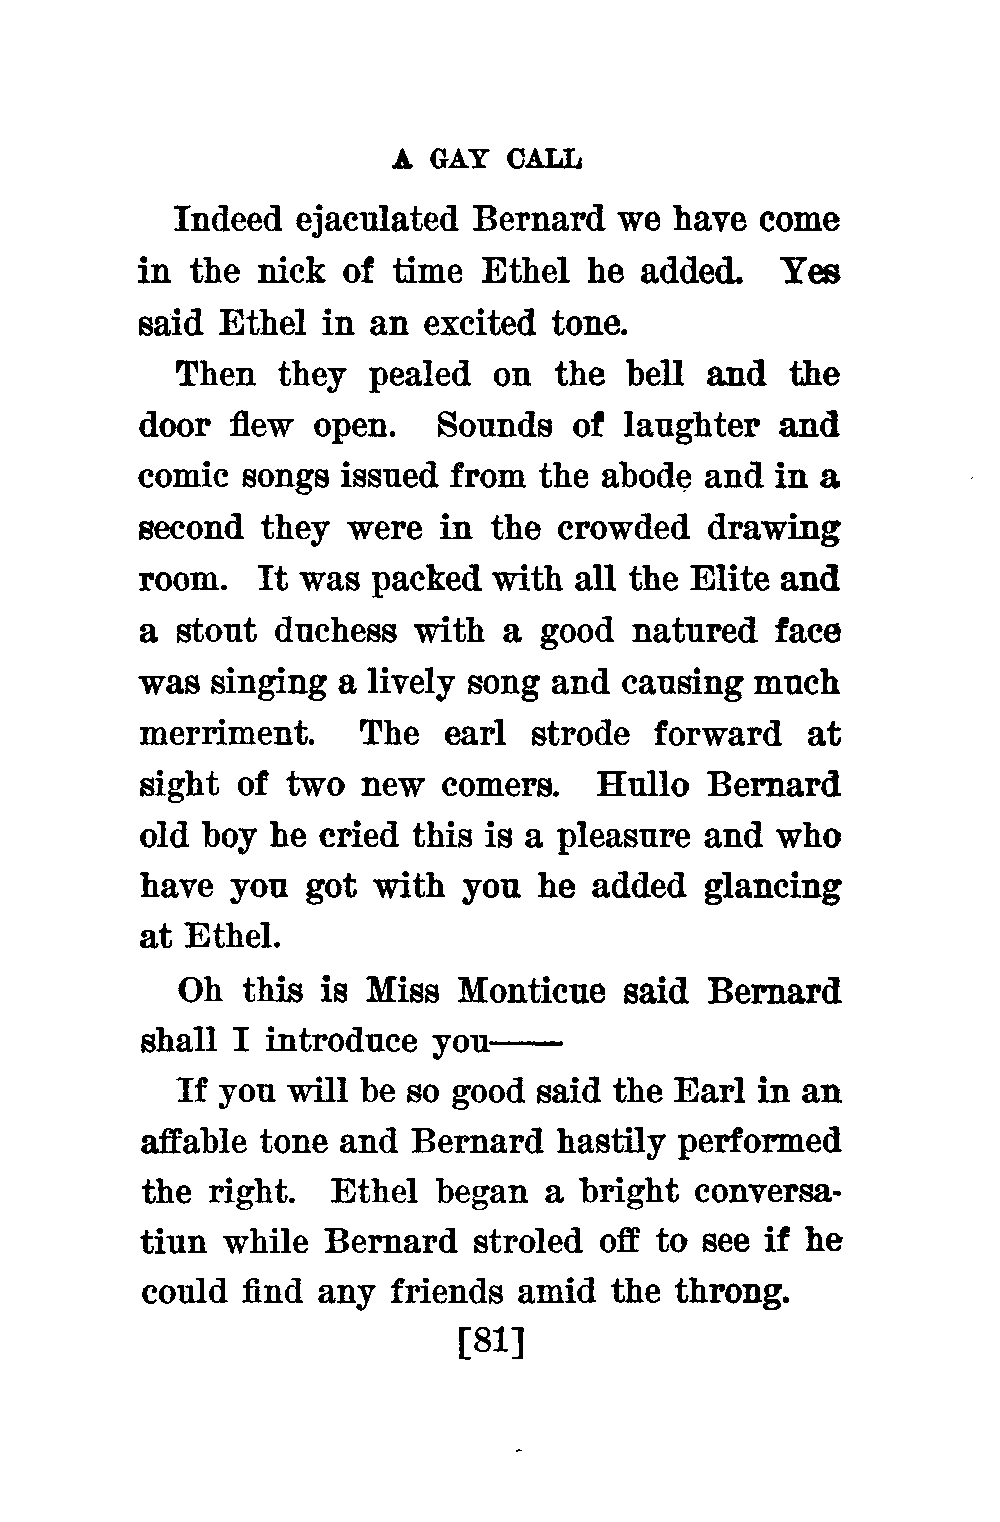 A GAY CALL
Indeed ejaculated Bernard we have come
in the nick of time Ethel he added. Yes
said Ethel in an excited tone.
Then they pealed on the bell and the
door flew open. Sounds of laughter and
comic songs issued from the abode and in a
second they were in the crowded drawing
room. It was packed with all the Elite and
a stout duchess with a good natured face
was singing a lively song and causing much
merriment. The earl strode forward at
sight of two new comers. Hullo Bernard
old boy he cried this is a pleasure and who
have you got with you he added glancing
at Ethel.
Oh this is Miss Monticue said Bernard
shall I introduce you——
If you will be so good said the Earl in an
affable tone and Bernard hastily performed
the right. Ethel began a bright conversa-
tiun while Bernard stroled off to see if he
could find any friends amid the throng.
[81]